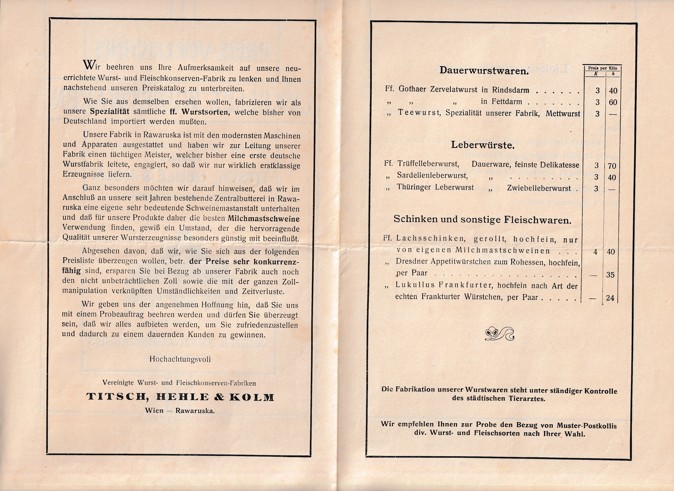 Wir beehren uns Ihre Aufmerksamkeit auf unsere neu-
errichtete Wurst- und Fleischkonserven-Fabrik zu lenken und Ihnen
nachstehend unseren Preiskatalog zu unterbreiten.
Wie Sie aus demselben ersehen wollen, fabrizieren wir als
unsere Spezialität sämtliche ff. Wurstsorten, welche bisher von
Deutschland importiert werden mußten.
Unsere Fabrik in Rawaruska ist mit den modernsten Maschinen
und Apparaten ausgestattet und haben wir zur Leitung unserer
Fabrik einen tüchtigen Meister, welcher bisher eine erste deutsche
Wurstfabrik leitete, engagiert, so daß wir nur wirklich erstklassige
Erzeugnisse liefern.
Ganz besonders möchten wir darauf hinweisen, daß wir im
Anschluß an unsere seit Jahren bestehende Zentralbutterei in Rawa-
ruska eine eigene sehr bedeutende Schweinemastanstalt unterhalten
und daß für unsere Produkte daher die besten Milchmastschweine
Verwendung finden, gewiß ein Umstand, der die hervorragende
Qualität unserer Wursterzeugnisse besonders günstig mit beeinflußt.
Abgesehen davon, daß wir, wie Sie sich aus der folgenden
Preisliste überzeugen wollen, betr. der Preise sehr konkurrenz-
fähig sind, ersparen Sie bei Bezug ab unserer Fabrik auch noch
den nicht unbeträchtlichen Zoll sowie die mit der ganzen Zoll-
manipulation verknüpften Umständlichkeiten und Zeitverluste.
Wir geben uns der angenehmen Hoffnung hin, daß Sie uns
mit einem Probeauftrag beehren werden und dürfen Sie überzeugt
sein, daß wir alles aufbieten werden, um Sie zufriedenzustellen
und dadurch zu einem dauernden Kunden zu gewinnen.
Hochachtungsvoll
Vereinigte Wurst- und Fleischkonserven-Fabriken
TITSCH, HEHLE & KOLM
Wien — Rawaruska.
Dauerwurstwaren.
Preis per Kilo
K h
Ff. Gothaer Zervelatwurst in Rindsdarm . . . . . . 3 40
„ „ „ in Fettdarm . . . . . . 3 60
„ Teewurst, Spezialität unserer Fabrik, Mettwurst 3 —
Leberwürste.
Ff. Trüffelleberwurst, Dauerware, feinste Delikatesse 3 70
„ Sardellenleberwurst, „ . . . . . . . . 3 40
„ Thüringer Leberwurst „ Zwiebelleberwurst . 3 —
Schinken und sonstige Fleischwaren.
Ff. Lachsschinken, gerollt, hochfein, nur
von eigenen Milchmastschweinen . . . 4 40
„ Dresdner Appetitwürstchen zum Rohessen, hochfein,
per Paar . . . . . . . . . . . . . — 35
„ Lukullus Frankfurter, hochfein nach Art der
echten Frankfurter Würstchen, per Paar . . . . . — 24
Die Fabrikation unserer Wurstwaren steht unter ständiger Kontrolle
des städtischen Tierarztes.
Wir empfehlen Ihnen zur Probe den Bezug von Muster-Postkollis
div. Wurst- und Fleischsorten nach Ihrer Wahl.